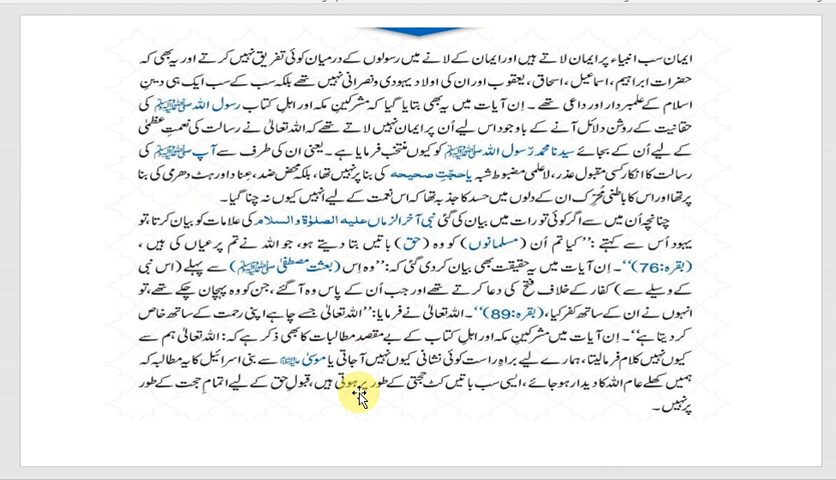 ایمان سب انبیاء پر ایمان لاتے ہیں اور ایمان کے لانے میں رسولوں کے درمیان کوئی تفریق نہیں کرتے اور یہ بھی کہ
حضرات ابراہیم، اسماعیل، اسحاق، یعقوب اور ان کی اولاد یہودی و نصرانی نہیں تھے بلکہ سب کے سب ایک ہی دینِ
اسلام کے علمبردار اور داعی تھے۔ اِن آیات میں یہ بھی بتایا گیا کہ مشرکینِ مکہ اور اہلِ کتاب رسول اللہ ﷺ کی
حقانیت کے روشن دلائل آنے کے باوجود اس لیے اُن پر ایمان نہیں لاتے تھے کہ اللہ تعالیٰ نے رسالت کی نعمتِ عظمیٰ
کے لیے اُن کے بجائے سیدنا محمد رّسول اللہ ﷺ کو کیوں منتخب فرمایا ہے۔ یعنی ان کی طرف سے آپ ﷺ کی
رسالت کا انکار کسی مقبول عذر، لاعلمی مضبوط شبہ یا حجّتِ صحیحہ کی بنا پر نہیں تھا، بلکہ محض ضد، عِناد اور ہٹ دھرمی کی بنا
پر تھا اور اس کا باطنی محرّک ان کے دلوں میں حسد کا جذبہ تھا کہ اس نعمت کے لیے انہیں کیوں نہ چنا گیا۔
چنانچہ اُن میں سے اگر کوئی تورات میں بیان کی گئی نبی آخر الزماں علیہ الصلوٰۃ والسلام کی علامات کو بیان کرتا، تو
یہود اُس سے کہتے: ’’کیا تم اُن (مسلمانوں) کو وہ (حق) باتیں بتا دیتے ہو، جو اللہ نے تم پر عیاں کی ہیں،
(بقرہ:76)‘‘۔ اِن آیات میں یہ حقیقت بھی بیان کر دی گئی کہ: ’’وہ اِس (بعثتِ مصطفیٰ ﷺ) سے پہلے (اس نبی
کے وسیلے سے) کفار کے خلاف فتح کی دعا کرتے تھے اور جب اُن کے پاس وہ آ گئے، جن کو وہ پہچان چکے تھے، تو
انہوں نے ان کے ساتھ کفر کیا، (بقرہ:89)‘‘۔ اللہ تعالیٰ نے فرمایا: ’’اللہ تعالیٰ جسے چاہے اپنی رحمت کے ساتھ خاص
کر دیتا ہے‘‘۔ اِن آیات میں مشرکینِ مکہ اور اہلِ کتاب کے بے مقصد مطالبات کا بھی ذکر ہے کہ: اللہ تعالیٰ ہم سے
کیوں نہیں کلام فرما لیتا، ہمارے لیے براہِ راست کوئی نشانی کیوں نہیں آ جاتی یا موسیٰ علیہ السلام سے بنی اسرائیل کا یہ مطالبہ کہ
ہمیں کھلے عام اللہ کا دیدار ہو جائے، ایسی سب باتیں کٹ حجتی کے طور پر ہوتی ہیں، قبولِ حق کے لیے اتمامِ حجت کے طور
پر نہیں۔